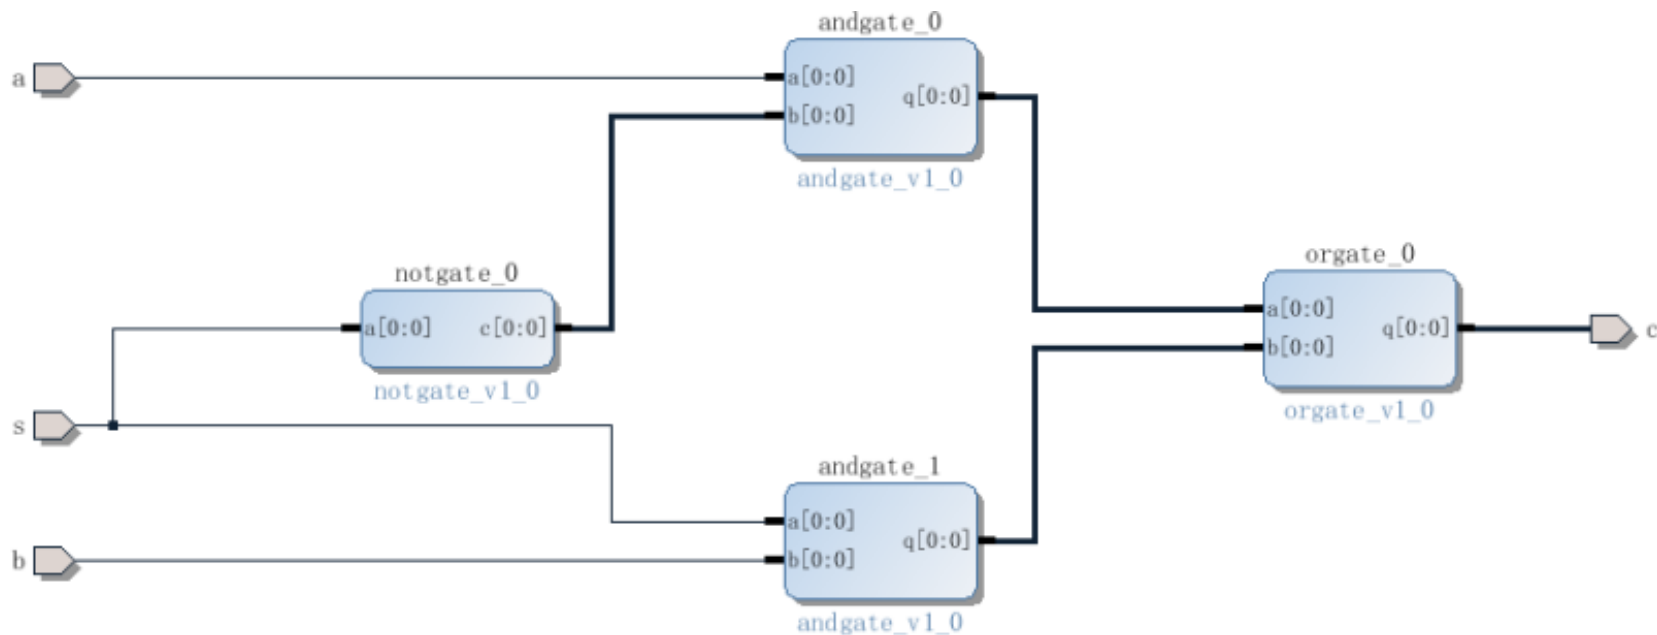 andgate_0
a
a[0:0]
q[0:0]
b[0:0]
andgate_v1_0
notgate_0
a[0:0] c[0:0]
notgate_v1_0
orgate_0
a[0:0]
q[0:0]
b[0:0]
orgate_v1_0
c
s
andgate_1
a[0:0]
q[0:0]
b
b[0:0]
andgate_v1_0